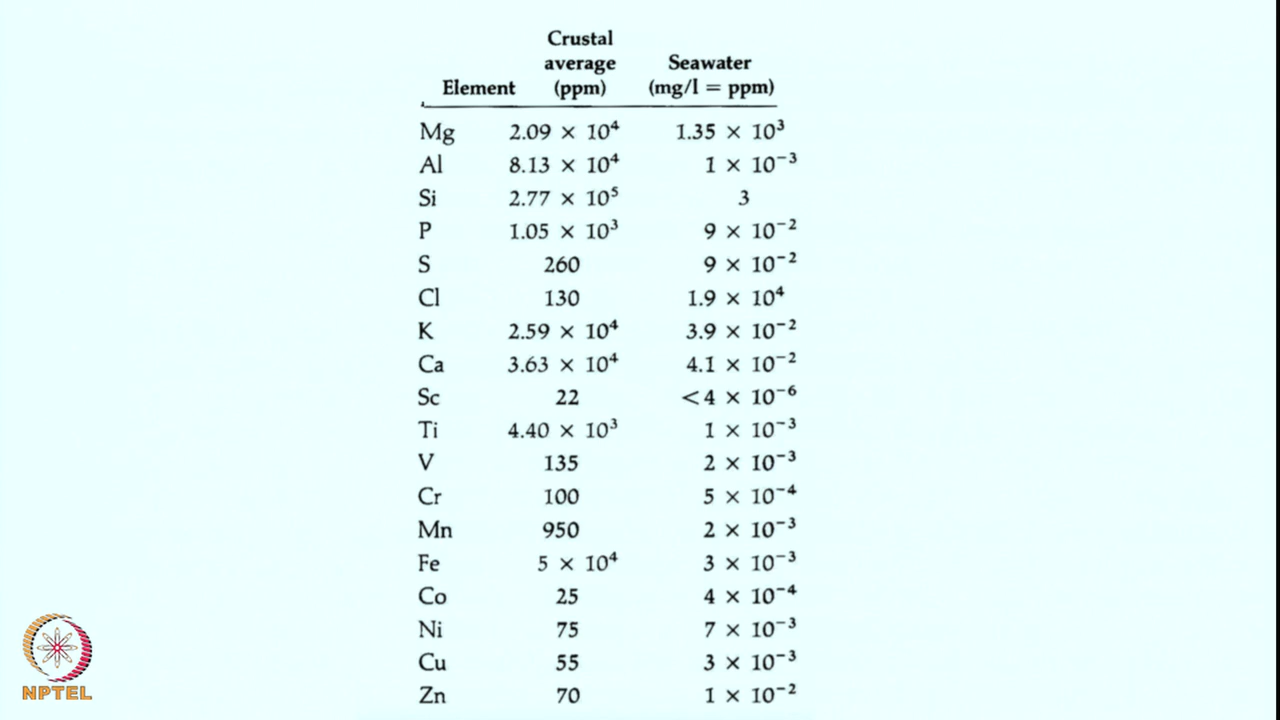 Crustal
average Seawater
Element (ppm) (mg/l = ppm)
Mg 2.09 × 10⁴ 1.35 × 10³
Al 8.13 × 10⁴ 1 × 10⁻³
Si 2.77 × 10⁵ 3
P 1.05 × 10³ 9 × 10⁻²
S 260 9 × 10⁻²
Cl 130 1.9 × 10⁴
K 2.59 × 10⁴ 3.9 × 10⁻²
Ca 3.63 × 10⁴ 4.1 × 10⁻²
Sc 22 <4 × 10⁻⁶
Ti 4.40 × 10³ 1 × 10⁻³
V 135 2 × 10⁻³
Cr 100 5 × 10⁻⁴
Mn 950 2 × 10⁻³
Fe 5 × 10⁴ 3 × 10⁻³
Co 25 4 × 10⁻⁴
Ni 75 7 × 10⁻³
Cu 55 3 × 10⁻³
Zn 70 1 × 10⁻²
NPTEL